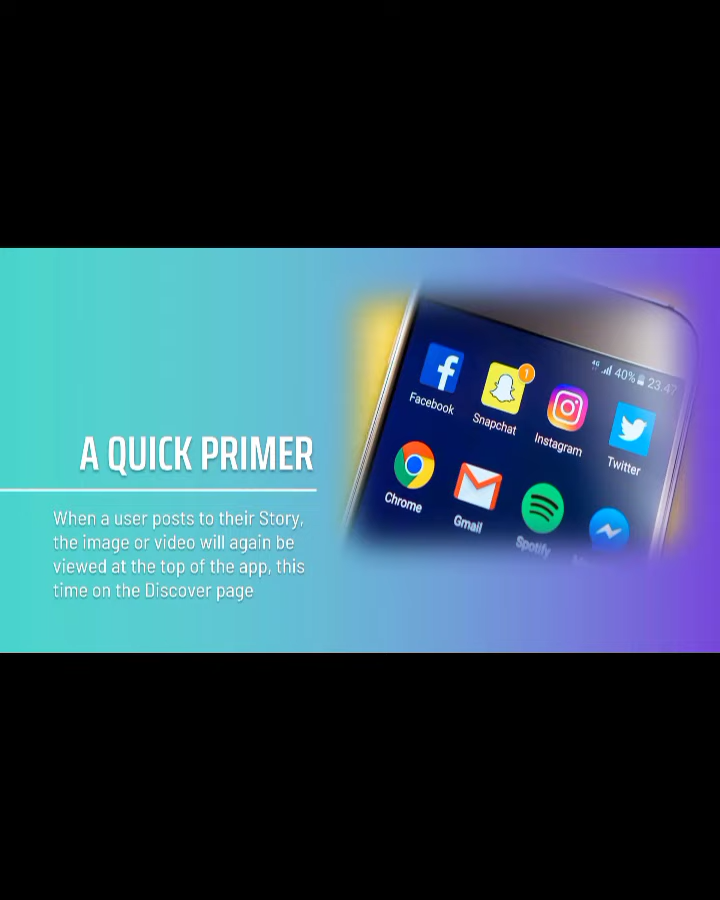 A QUICK PRIMER
When a user posts to their Story,
the image or video will again be
viewed at the top of the app, this
time on the Discover page
4G 40% 23.47
Facebook
Snapchat
1
Instagram
Twitter
Chrome
Gmail
Spotify